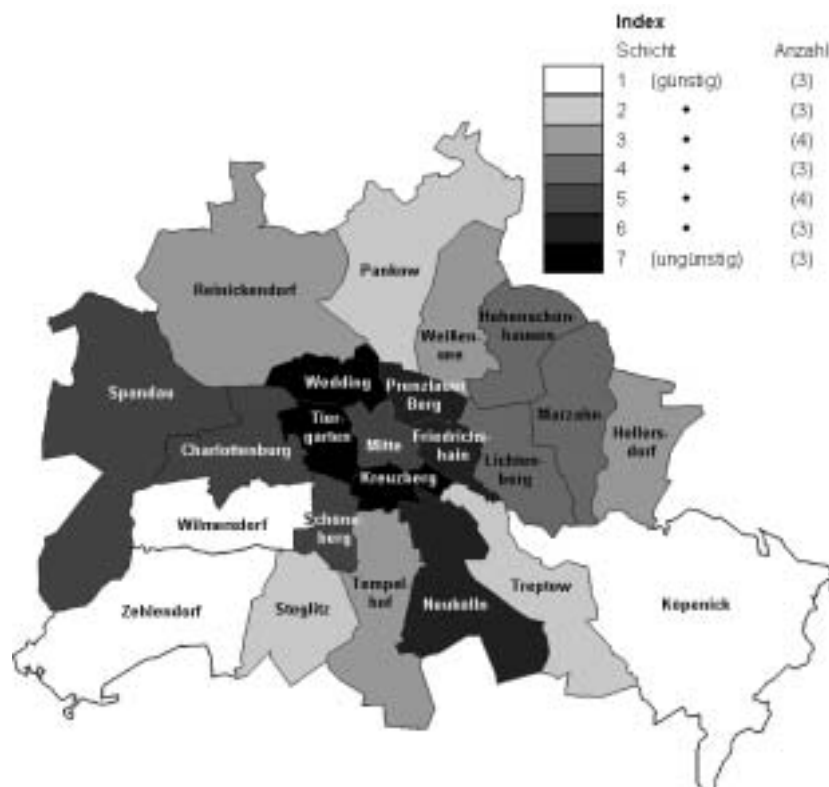 Index
Schicht Anzahl
1 (günstig) (3)
2 • (3)
3 • (4)
4 • (3)
5 • (4)
6 • (3)
7 (ungünstig) (3)
Pankow
Reinickendorf
Hohenschön-
hausen
Weißen-
see
Wedding
Prenzlauer
Berg
Spandau
Marzahn
Hellers-
dorf
Tier-
garten
Mitte
Friedrichs-
hain
Charlottenburg
Lichten-
berg
Kreuzberg
Wilmersdorf
Schöne-
berg
Tempel-
hof
Treptow
Zehlendorf
Steglitz
Neukölln
Köpenick